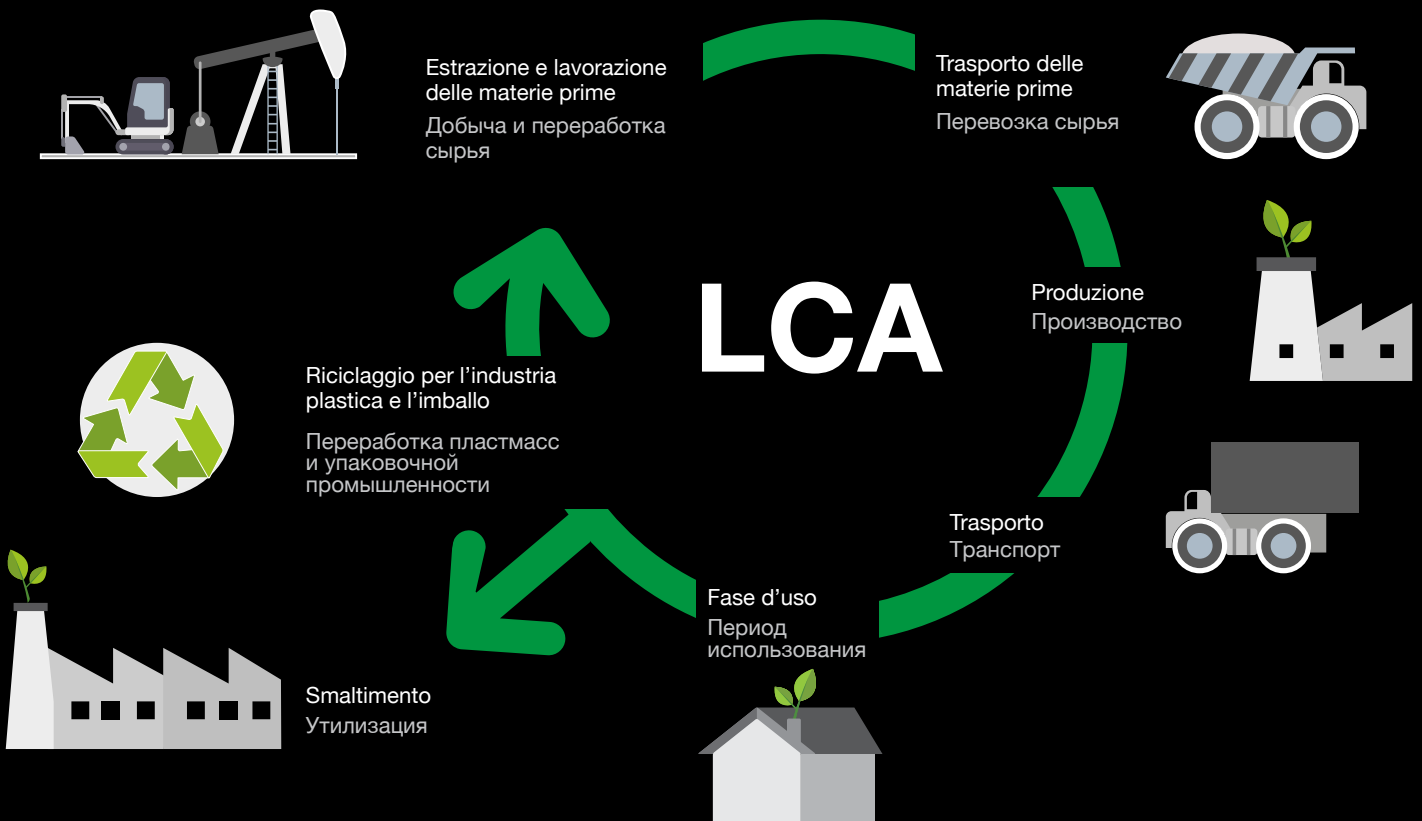 Estrazione e lavorazione
delle materie prime
Добыча и переработка
сырья
Trasporto delle
materie prime
Перевозка сырья
LCA
Produzione
Производство
Riciclaggio per l’industria
plastica e l’imballo
Переработка пластмасс
и упаковочной
промышленности
Trasporto
Транспорт
Fase d’uso
Период
использования
Smaltimento
Утилизация